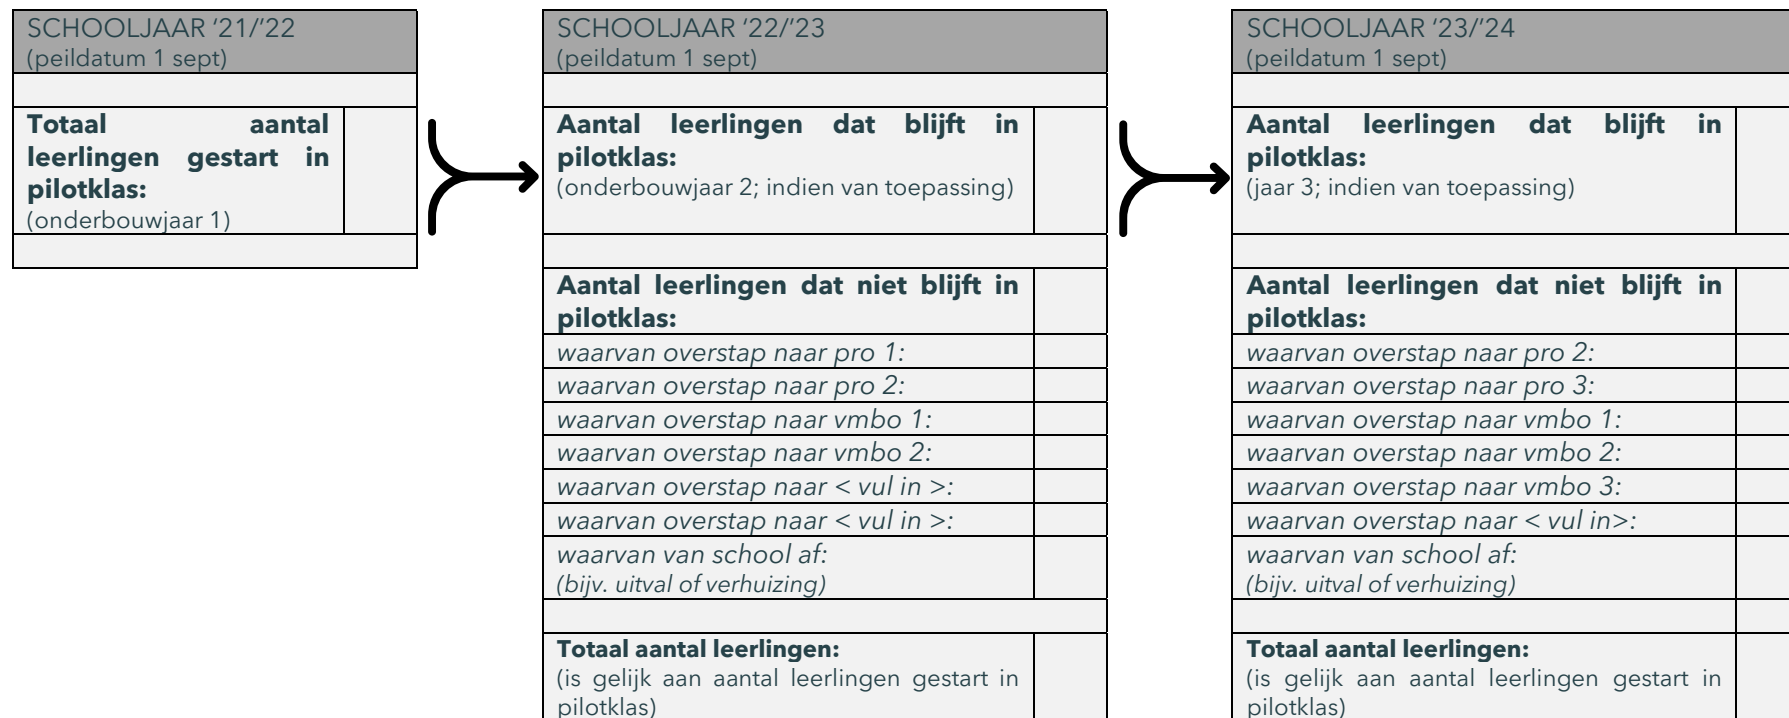 SCHOOLJAAR ‘21/’22
(peildatum 1 sept)
Totaal aantal
leerlingen gestart in
pilotklas:
(onderbouwjaar 1)
SCHOOLJAAR ‘22/’23
(peildatum 1 sept)
Aantal leerlingen dat blijft in
pilotklas:
(onderbouwjaar 2; indien van toepassing)
Aantal leerlingen dat niet blijft in
pilotklas:
waarvan overstap naar pro 1:
waarvan overstap naar pro 2:
waarvan overstap naar vmbo 1:
waarvan overstap naar vmbo 2:
waarvan overstap naar < vul in >:
waarvan overstap naar < vul in >:
waarvan van school af:
(bijv. uitval of verhuizing)
Totaal aantal leerlingen:
(is gelijk aan aantal leerlingen gestart in
pilotklas)
SCHOOLJAAR ‘23/’24
(peildatum 1 sept)
Aantal leerlingen dat blijft in
pilotklas:
(jaar 3; indien van toepassing)
Aantal leerlingen dat niet blijft in
pilotklas:
waarvan overstap naar pro 2:
waarvan overstap naar pro 3:
waarvan overstap naar vmbo 1:
waarvan overstap naar vmbo 2:
waarvan overstap naar vmbo 3:
waarvan overstap naar < vul in>:
waarvan van school af:
(bijv. uitval of verhuizing)
Totaal aantal leerlingen:
(is gelijk aan aantal leerlingen gestart in
pilotklas)